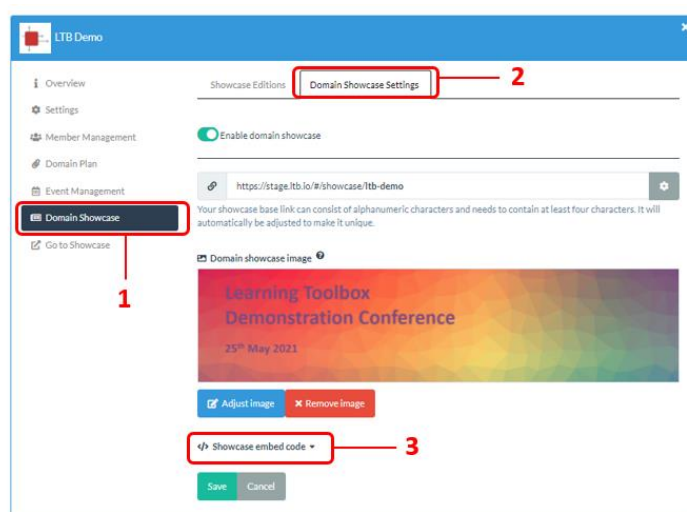 LTB Demo
Overview
Settings
Member Management
Domain Plan
Event Management
Domain Showcase
Go to Showcase
1
Showcase Editions
Domain Showcase Settings
2
Enable domain showcase
https://stage.ltb.io/#/showcase/ltb-demo
Your showcase base link can consist of alphanumeric characters and needs to contain at least four characters. It will
automatically be adjusted to make it unique.
Domain showcase image
Learning Toolbox
Demonstration Conference
25th May 2021
Adjust image
Remove image
Showcase embed code
3
Save
Cancel